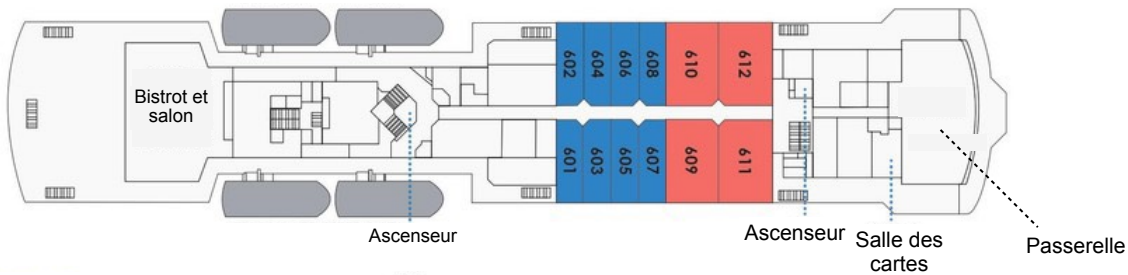 602
604
606
608
610
612
Bistrot et
salon
601
603
605
607
609
611
Ascenseur
Ascenseur
Salle des
cartes
Passerelle